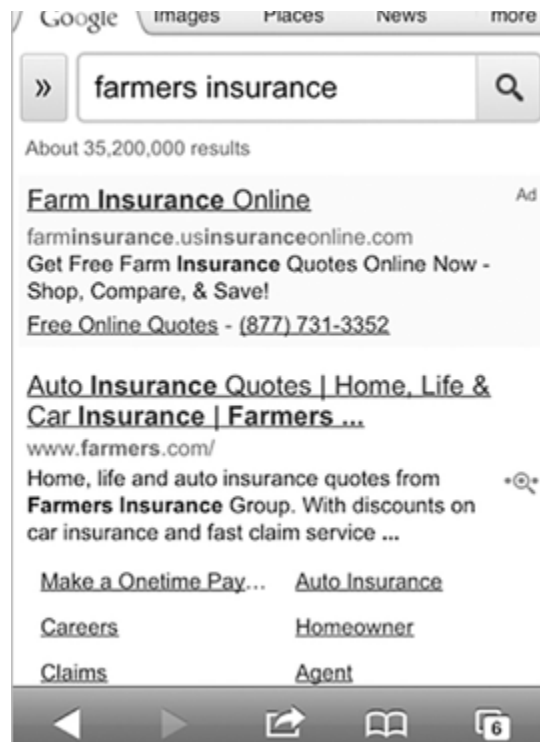 Google Images Places News more
» farmers insurance
About 35,200,000 results
Farm Insurance Online Ad
farminsurance.usinsuranceonline.com
Get Free Farm Insurance Quotes Online Now -
Shop, Compare, & Save!
Free Online Quotes - (877) 731-3352
Auto Insurance Quotes | Home, Life &
Car Insurance | Farmers ...
www.farmers.com/
Home, life and auto insurance quotes from
Farmers Insurance Group. With discounts on
car insurance and fast claim service ...
Make a Onetime Pay... Auto Insurance
Careers Homeowner
Claims Agent
6